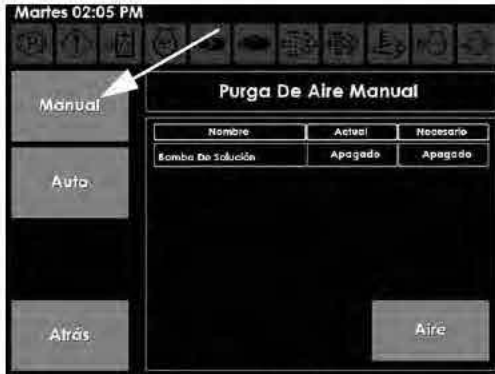 Martes 02:05 PM
Manual
Purga De Aire Manual
Nombre Actual Necesario
Bomba De Solución Apagado Apagado
Auto
Atrás
Aire